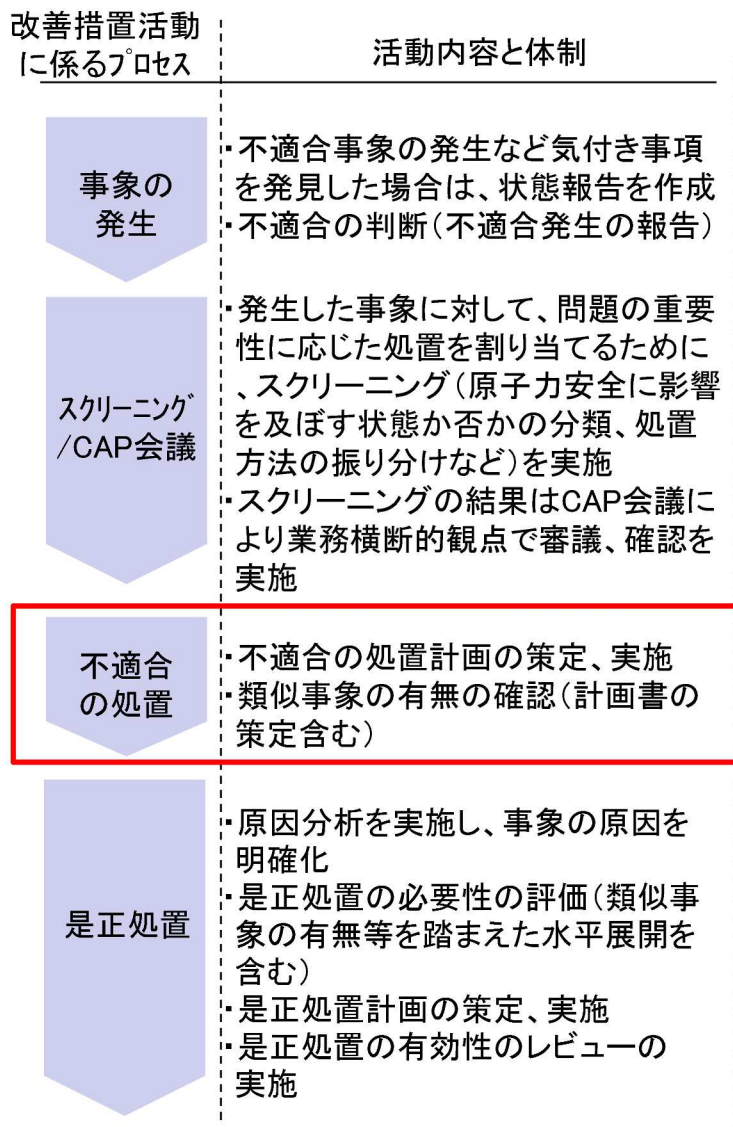 改善措置活動
に係るプロセス
活動内容と体制
事象の
発生
・不適合事象の発生など気付き事項
を発見した場合は、状態報告を作成
・不適合の判断（不適合発生の報告）
スクリーニング
/CAP会議
・発生した事象に対して、問題の重要
性に応じた処置を割り当てるために
、スクリーニング（原子力安全に影響
を及ぼす状態か否かの分類、処置
方法の振り分けなど）を実施
・スクリーニングの結果はCAP会議に
より業務横断的観点で審議、確認を
実施
不適合
の処置
・不適合の処置計画の策定、実施
・類似事象の有無の確認（計画書の
策定含む）
是正処置
・原因分析を実施し、事象の原因を
明確化
・是正処置の必要性の評価（類似事
象の有無等を踏まえた水平展開を
含む）
・是正処置計画の策定、実施
・是正処置の有効性のレビューの
実施